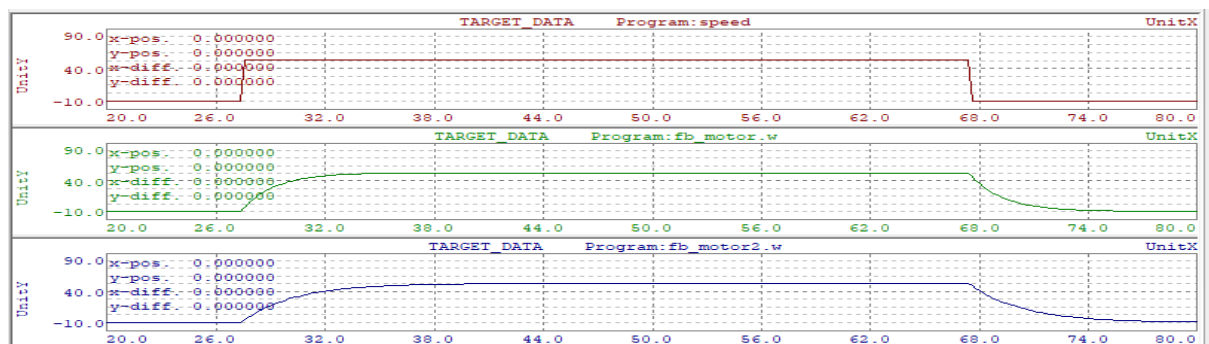 TARGET_DATA Program:speed UnitX
90.0 x-pos. 0.000000
y-pos. 0.000000
UnitY 40.0 x-diff. 0.000000
y-diff. 0.000000
-10.0
20.0 26.0 32.0 38.0 44.0 50.0 56.0 62.0 68.0 74.0 80.0
TARGET_DATA Program:fb_motor.w UnitX
90.0 x-pos. 0.000000
y-pos. 0.000000
UnitY 40.0 x-diff. 0.000000
y-diff. 0.000000
-10.0
20.0 26.0 32.0 38.0 44.0 50.0 56.0 62.0 68.0 74.0 80.0
TARGET_DATA Program:fb_motor2.w UnitX
90.0 x-pos. 0.000000
y-pos. 0.000000
UnitY 40.0 x-diff. 0.000000
y-diff. 0.000000
-10.0
20.0 26.0 32.0 38.0 44.0 50.0 56.0 62.0 68.0 74.0 80.0